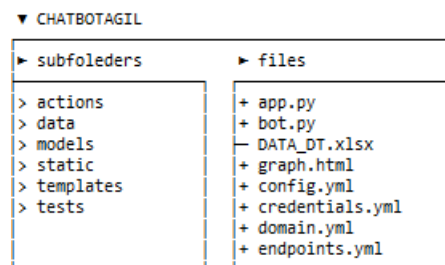 ▼ CHATBOTAGIL
► subfoleders
> actions
> data
> models
> static
> templates
> tests
► files
+ app.py
+ bot.py
─ DATA_DT.xlsx
+ graph.html
+ config.yml
+ credentials.yml
+ domain.yml
+ endpoints.yml